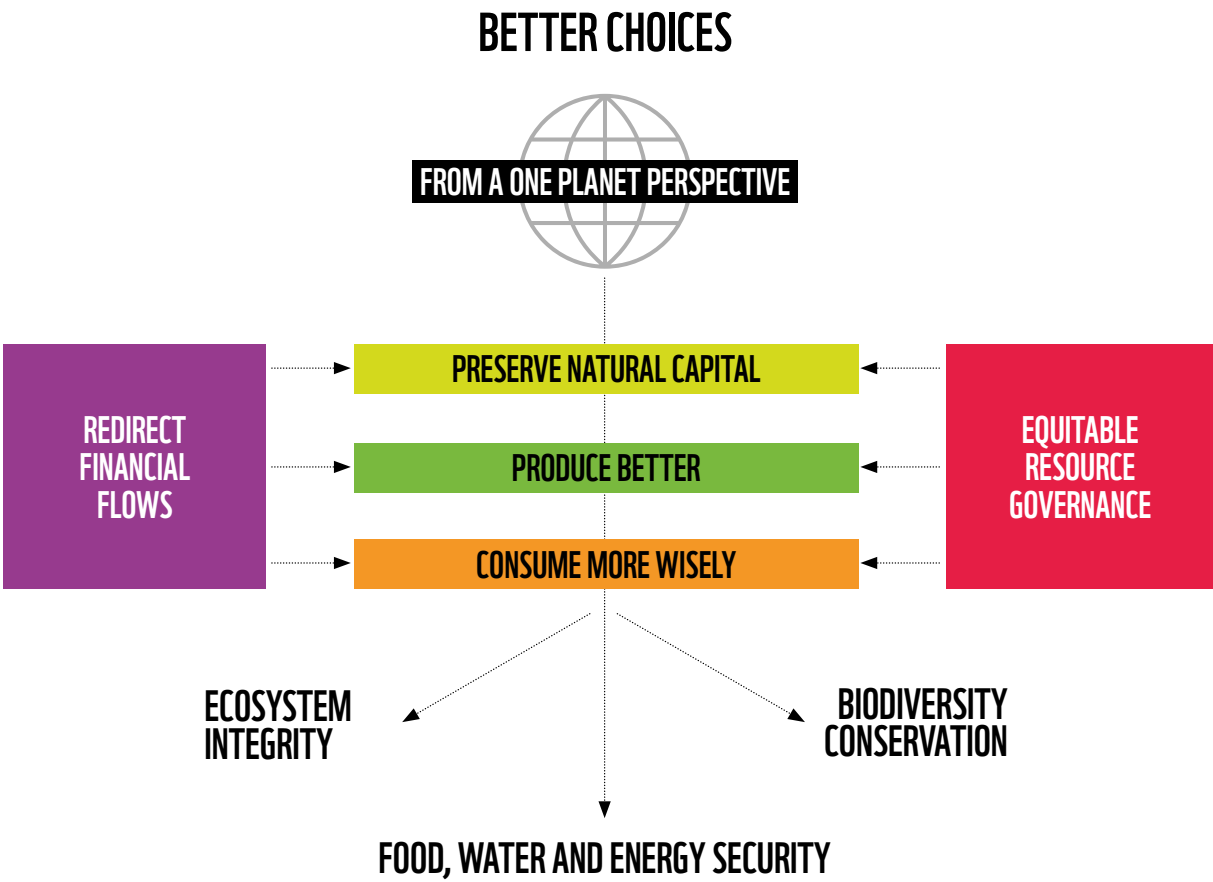 BETTER CHOICES
FROM A ONE PLANET PERSPECTIVE
REDIRECT
FINANCIAL
FLOWS
PRESERVE NATURAL CAPITAL
PRODUCE BETTER
CONSUME MORE WISELY
EQUITABLE
RESOURCE
GOVERNANCE
ECOSYSTEM
INTEGRITY
BIODIVERSITY
CONSERVATION
FOOD, WATER AND ENERGY SECURITY